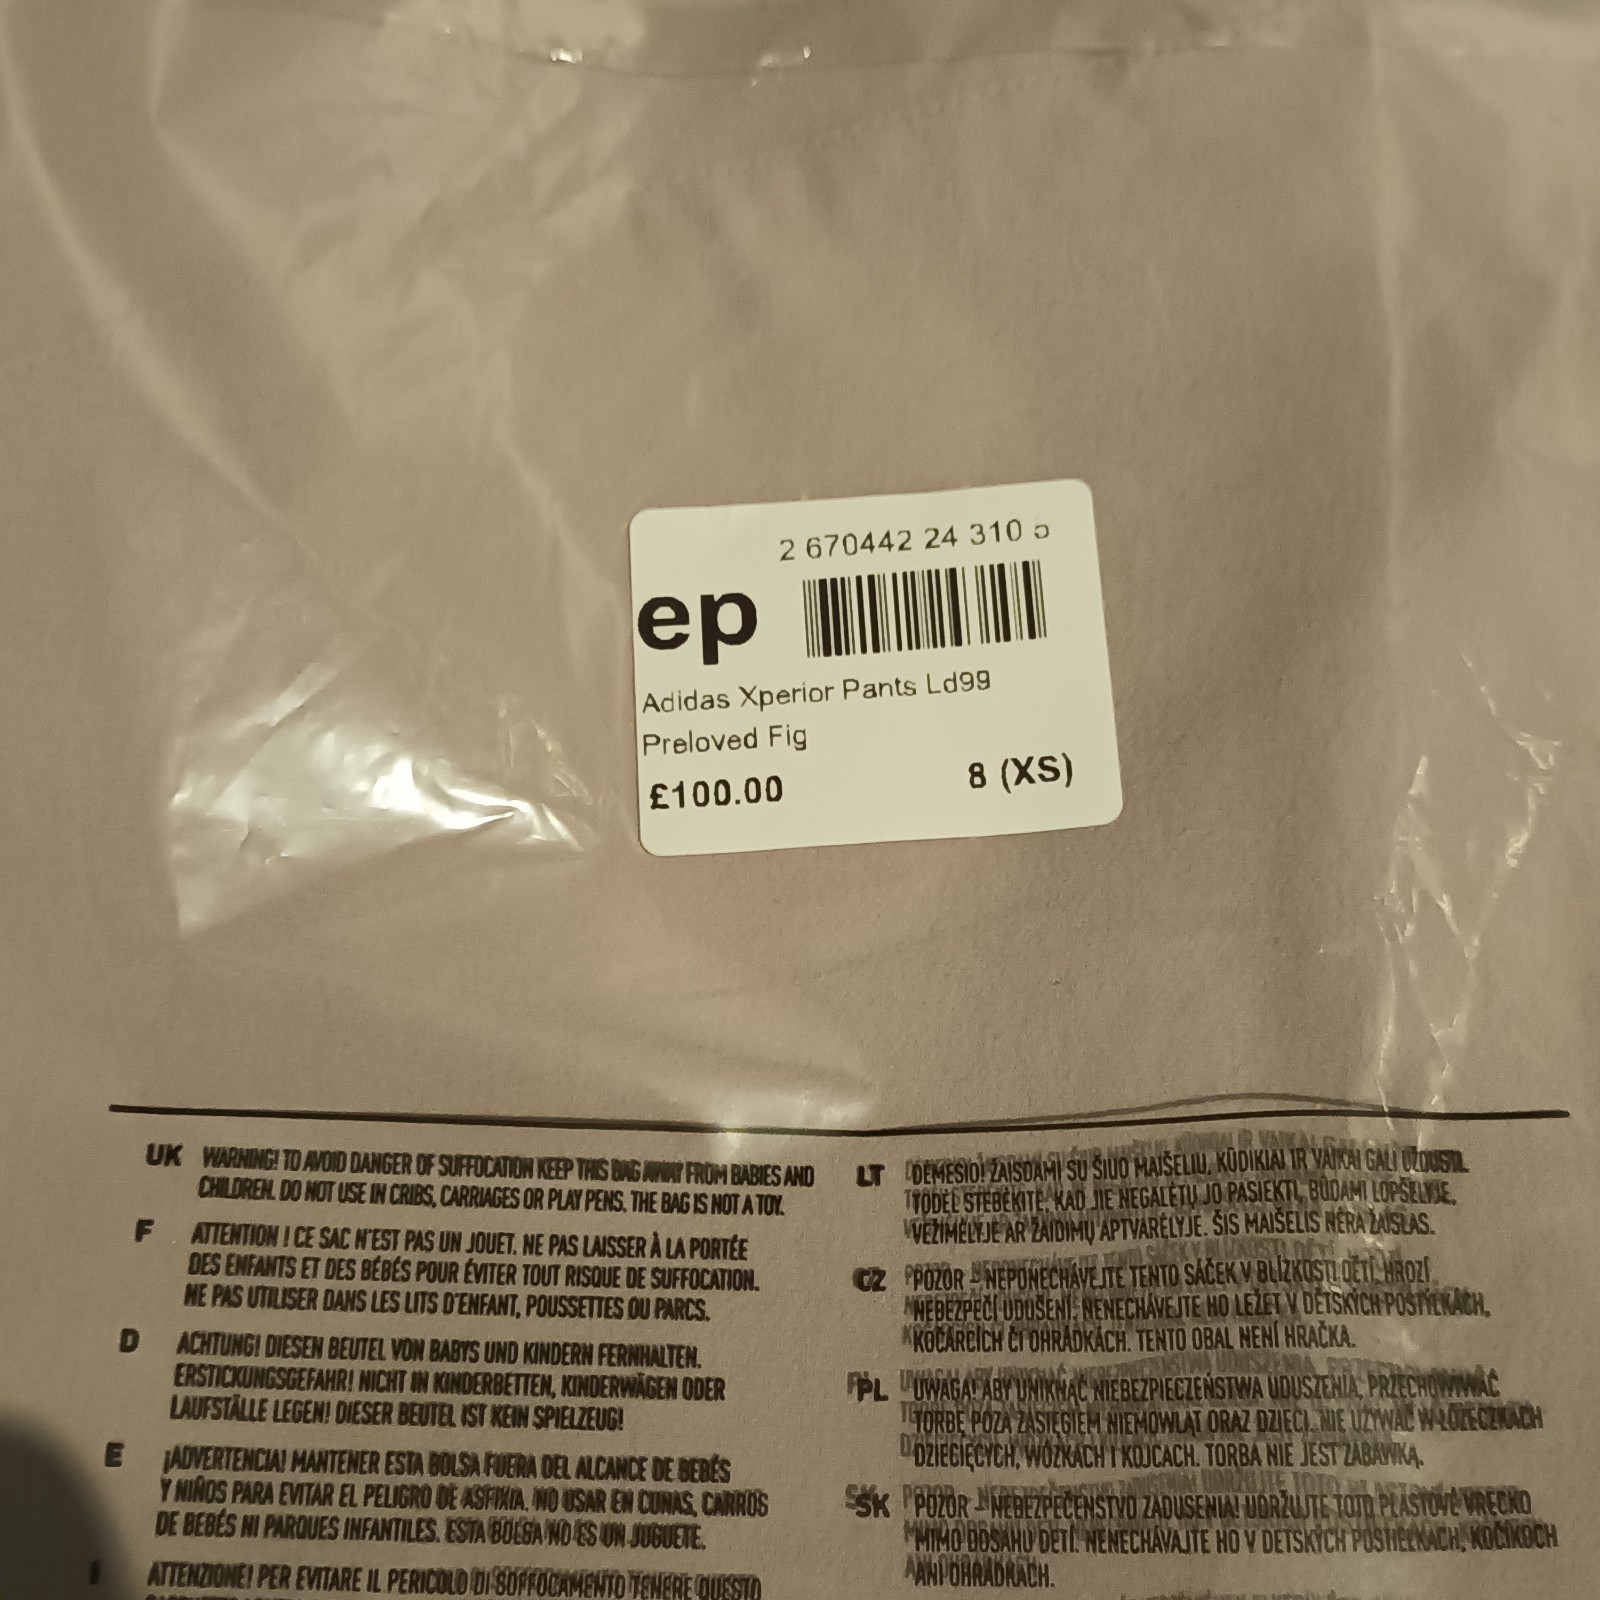 2 670442 24 310 5
ep
Adidas Xperior Pants Ld99
Preloved Fig
£100.00 8 (XS)
UK WARNING! TO AVOID DANGER OF SUFFOCATION KEEP THIS BAG AWAY FROM BABIES AND
CHILDREN. DO NOT USE IN CRIBS, CARRIAGES OR PLAY PENS. THE BAG IS NOT A TOY.
F ATTENTION ! CE SAC N'EST PAS UN JOUET. NE PAS LAISSER À LA PORTÉE
DES ENFANTS ET DES BÉBÉS POUR ÉVITER TOUT RISQUE DE SUFFOCATION.
NE PAS UTILISER DANS LES LITS D'ENFANT, POUSSETTES OU PARCS.
D ACHTUNG! DIESEN BEUTEL VON BABYS UND KINDERN FERNHALTEN.
ERSTICKUNGSGEFAHR! NICHT IN KINDERBETTEN, KINDERWÄGEN ODER
LAUFSTÄLLE LEGEN! DIESER BEUTEL IST KEIN SPIELZEUG!
E ¡ADVERTENCIA! MANTENER ESTA BOLSA FUERA DEL ALCANCE DE BEBÉS
Y NIÑOS PARA EVITAR EL PELIGRO DE ASFIXIA. NO USAR EN CUNAS, CARROS
DE BEBÉS NI PARQUES INFANTILES. ESTA BOLSA NO ES UN JUGUETE.
I ATTENZIONE! PER EVITARE IL PERICOLO DI SOFFOCAMENTO TENERE QUESTO
LT DĖMESIO! ŽAISDAMI SU ŠIUO MAIŠELIU, KŪDIKIAI IR VAIKAI GALI UŽDUSTI.
TODĖL STEBĖKITE, KAD JIE NEGALĖTŲ JO PASIEKTI, BŪDAMI LOPŠELYJE,
VEŽIMĖLYJE AR ŽAIDIMŲ APTVARĖLYJE. ŠIS MAIŠELIS NĖRA ŽAISLAS.
CZ POZOR – NEPONECHÁVEJTE TENTO SÁČEK V BLÍZKOSTI DĚTÍ, HROZÍ
NEBEZPEČÍ UDUŠENÍ. NENECHÁVEJTE HO LEŽET V DĚTSKÝCH POSTÝLKÁCH,
KOČÁRCÍCH ČI OHRÁDKÁCH. TENTO OBAL NENÍ HRAČKA.
PL UWAGA! ABY UNIKNĄĆ NIEBEZPIECZEŃSTWA UDUSZENIA, PRZECHOWYWAĆ
TORBĘ POZA ZASIĘGIEM NIEMOWLĄT ORAZ DZIECI. NIE UŻYWAĆ W ŁÓŻECZKACH
DZIECIĘCYCH, WÓZKACH I KOJCACH. TORBA NIE JEST ZABAWKĄ.
SK POZOR – NEBEZPEČENSTVO ZADUSENIA! UDRŽUJTE TOTO PLASTOVÉ VRECKO
MIMO DOSAHU DETÍ. NENECHÁVAJTE HO V DETSKÝCH POSTIEĽKACH, KOČÍKOCH
ANI OHRÁDKACH.